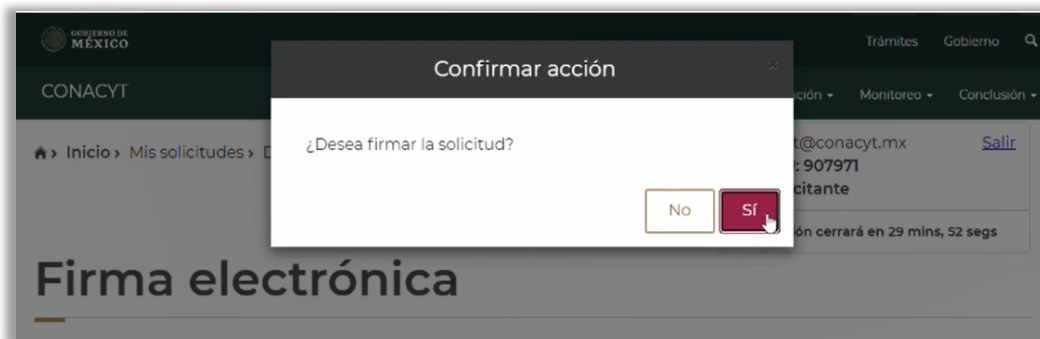 GOBIERNO DE
MÉXICO
Trámites Gobierno
Confirmar acción ×
CONACYT
ción Monitoreo Conclusión
¿Desea firmar la solicitud?
Inicio > Mis solicitudes > D
t@conacyt.mx Salir
: 907971
citante
No Sí
ón cerrará en 29 mins, 52 segs
Firma electrónica